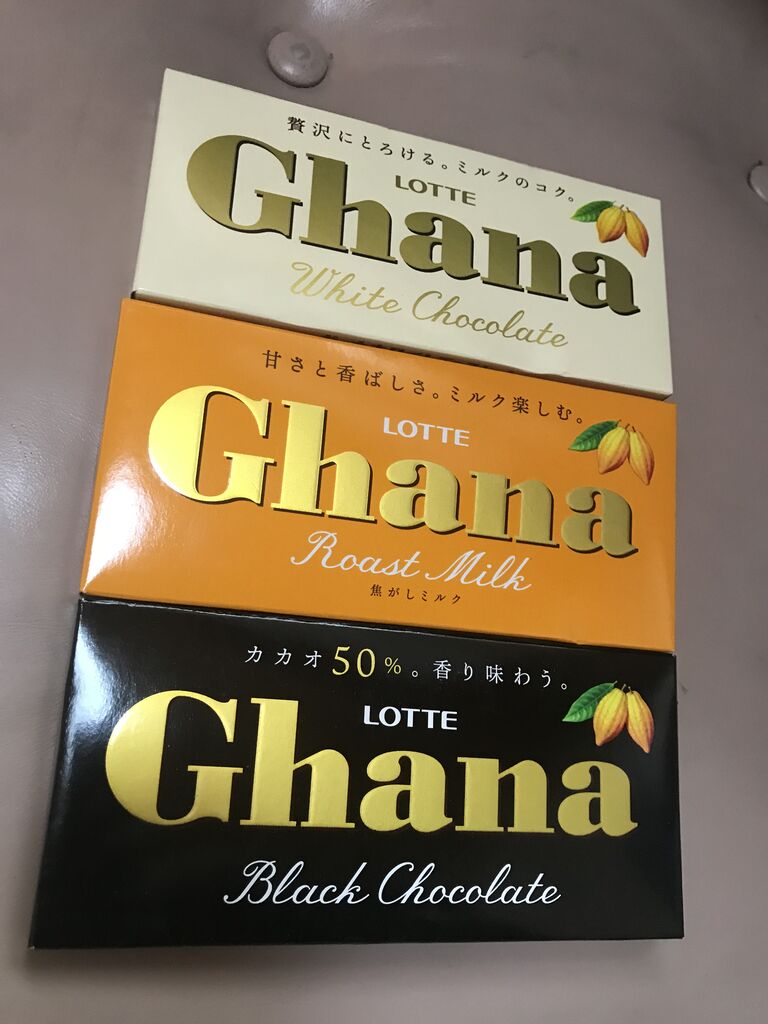 贅沢にとろける。ミルクのコク。
LOTTE
Ghana
White Chocolate
甘さと香ばしさ。ミルク楽しむ。
LOTTE
Ghana
Roast Milk
焦がしミルク
カカオ50%。香り味わう。
LOTTE
Ghana
Black Chocolate